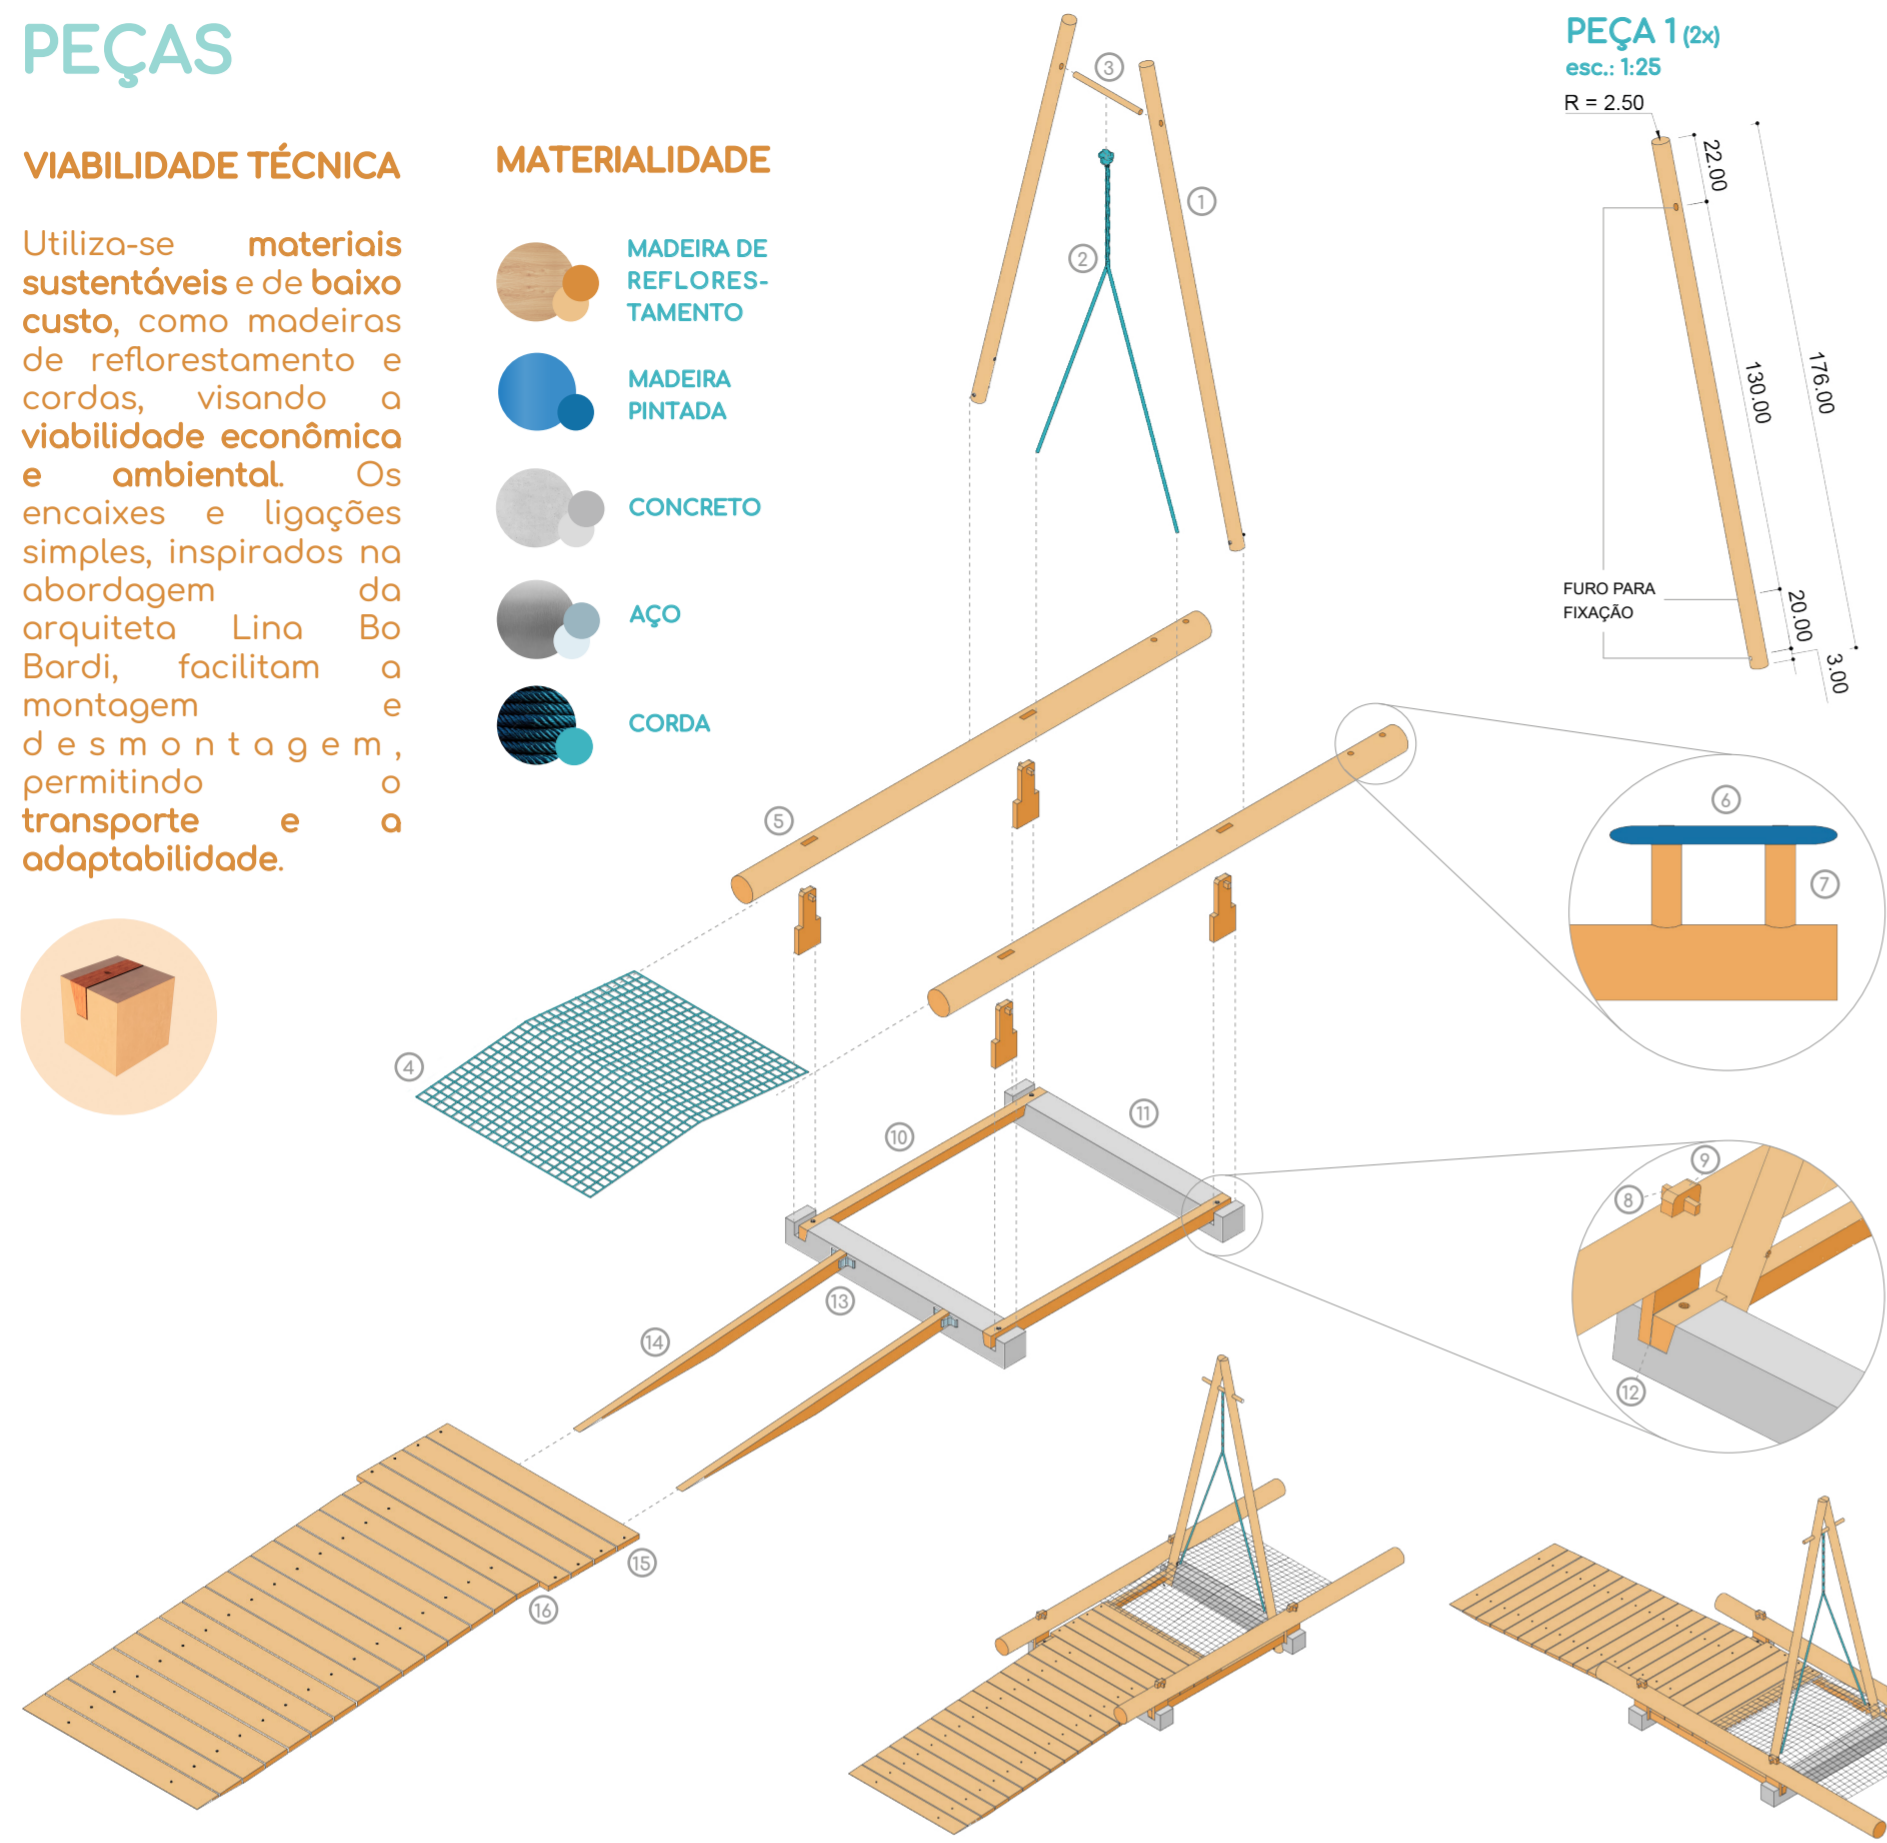 PEÇAS
VIABILIDADE TÉCNICA
Utiliza-se materiais
sustentáveis e de baixo
custo, como madeiras
de reflorestamento e
cordas, visando a
viabilidade econômica
e ambiental. Os
encaixes e ligações
simples, inspirados na
abordagem da
arquiteta Lina Bo
Bardi, facilitam a
montagem e
desmontagem,
permitindo o
transporte e a
adaptabilidade.
MATERIALIDADE
MADEIRA DE
REFLORES-
TAMENTO
MADEIRA
PINTADA
CONCRETO
AÇO
CORDA
3
1
2
5
4
10
11
13
14
15
16
PEÇA 1 (2x)
esc.: 1:25
R = 2.50
22.00
130.00
176.00
20.00
3.00
FURO PARA
FIXAÇÃO
6
7
9
8
12